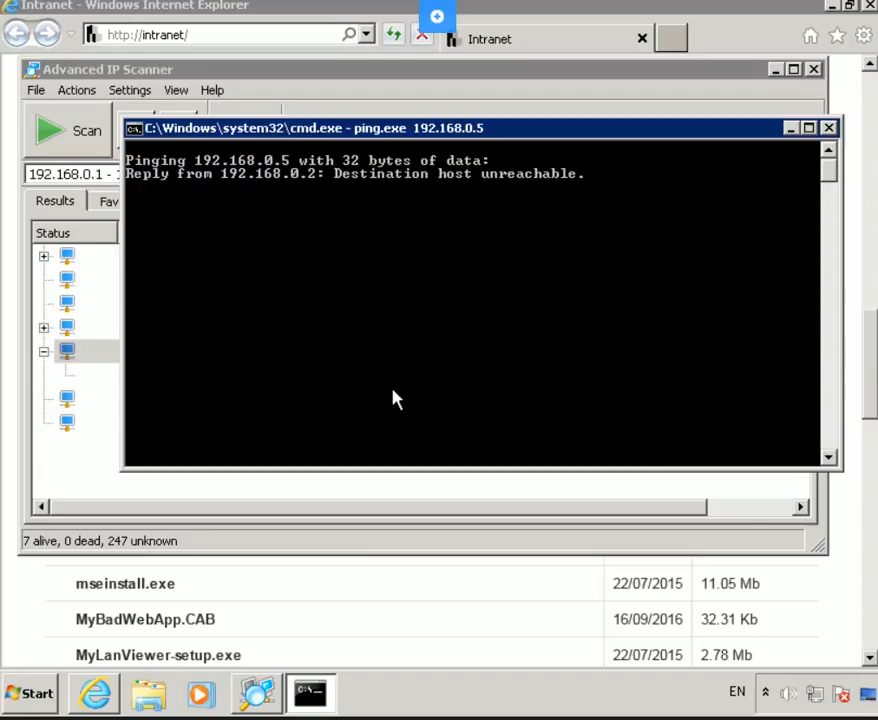 Intranet - Windows Internet Explorer
http://intranet/
Intranet
Advanced IP Scanner
File Actions Settings View Help
Scan
C:\Windows\system32\cmd.exe - ping.exe 192.168.0.5
Pinging 192.168.0.5 with 32 bytes of data:
Reply from 192.168.0.2: Destination host unreachable.
192.168.0.1 -
Results Fav
Status
7 alive, 0 dead, 247 unknown
mseinstall.exe 22/07/2015 11.05 Mb
MyBadWebApp.CAB 16/09/2016 32.31 Kb
MyLanViewer-setup.exe 22/07/2015 2.78 Mb
Start EN